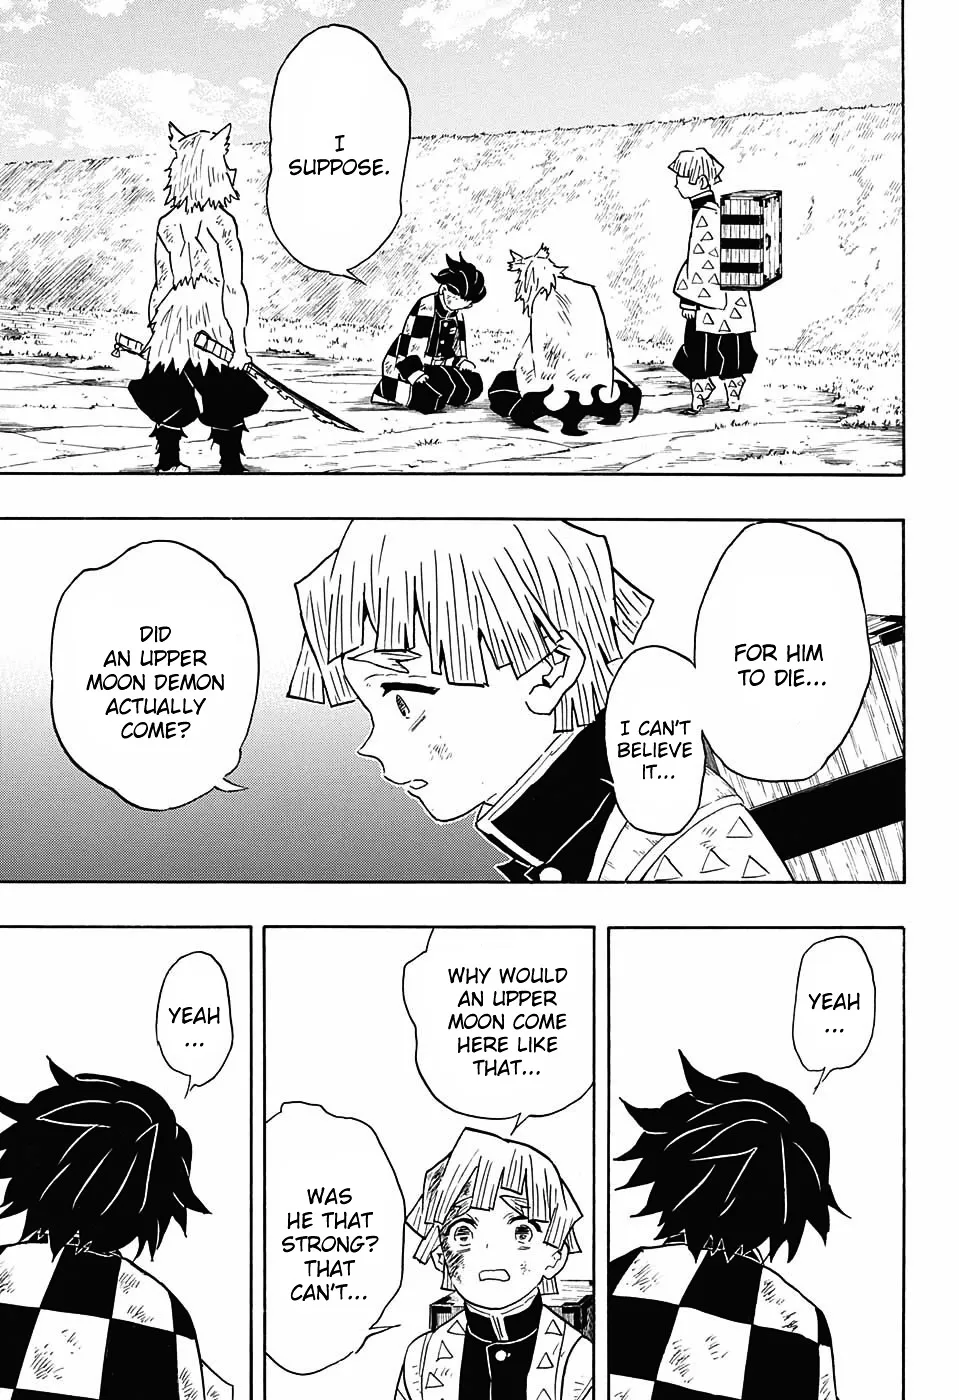 I
SUPPOSE.
FOR HIM
TO DIE...
I CAN'T
BELIEVE
IT...
DID
AN UPPER
MOON DEMON
ACTUALLY
COME?
YEAH
...
WHY WOULD
AN UPPER
MOON COME
HERE LIKE
THAT...
WAS
HE THAT
STRONG?
THAT
CAN'T...
YEAH
...